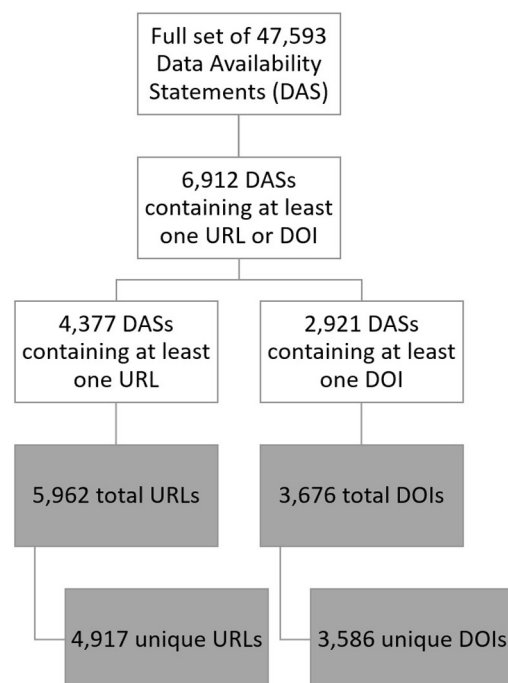 Full set of 47,593
Data Availability
Statements (DAS)
6,912 DASs
containing at least
one URL or DOI
4,377 DASs
containing at least
one URL
2,921 DASs
containing at least
one DOI
5,962 total URLs
3,676 total DOIs
4,917 unique URLs
3,586 unique DOIs